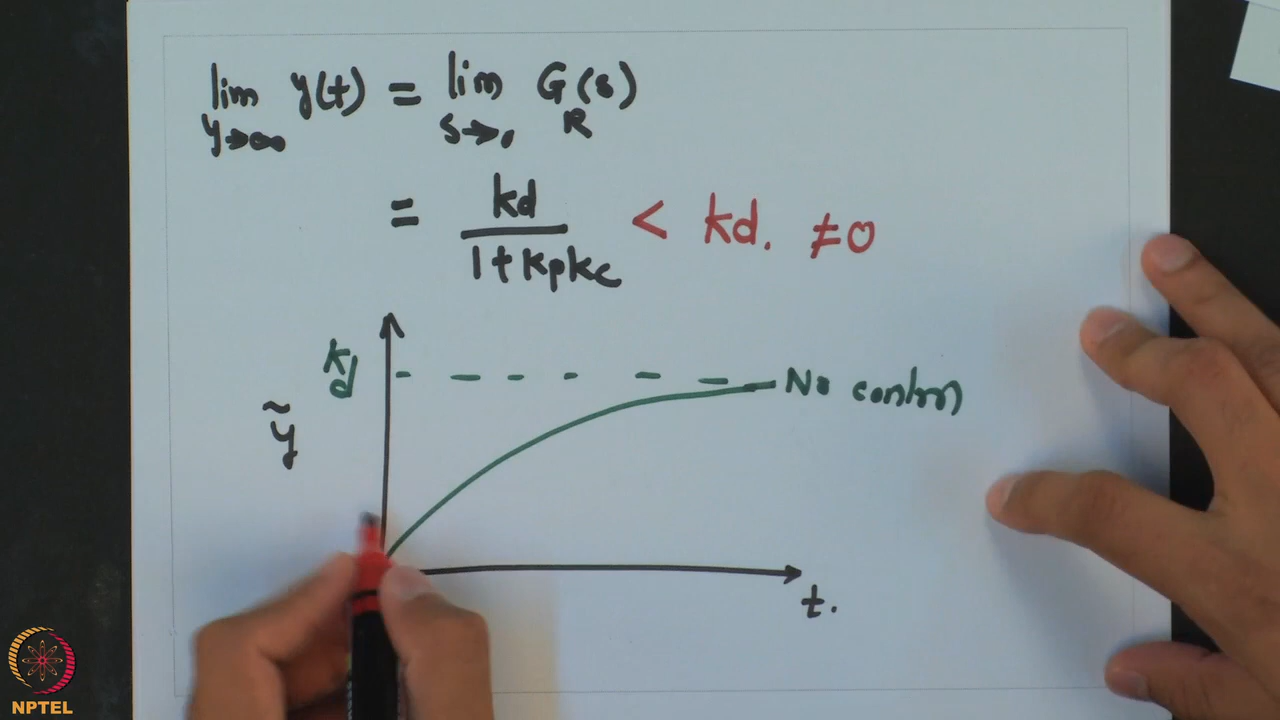 lim y(t) = lim G (s)
y→∞ s→0 R
= kd / 1+kpkc < kd. ≠0
kd
ỹ
No control
t.
NPTEL